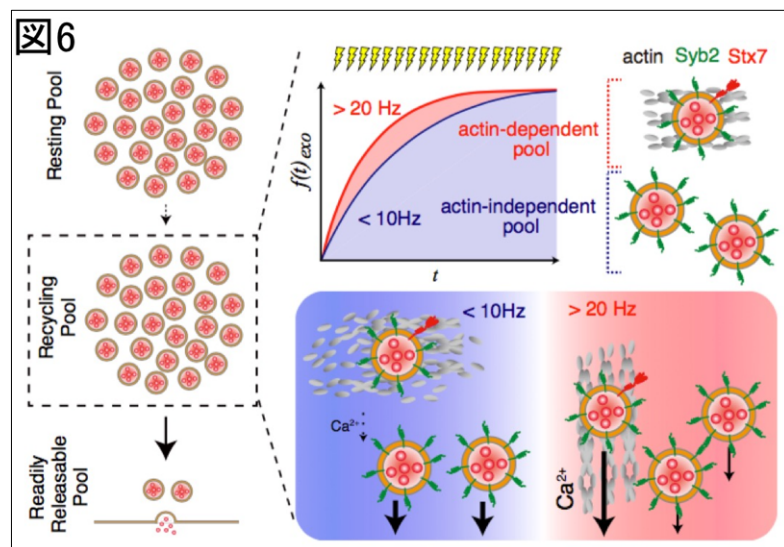 図6
Resting Pool
Recycling
Pool
Readily
Releasable
Pool
f(t)exo
> 20 Hz
actin-dependent
pool
< 10Hz
actin-independent
pool
t
actin Syb2 Stx7
< 10Hz
Ca2+
> 20 Hz
Ca2+